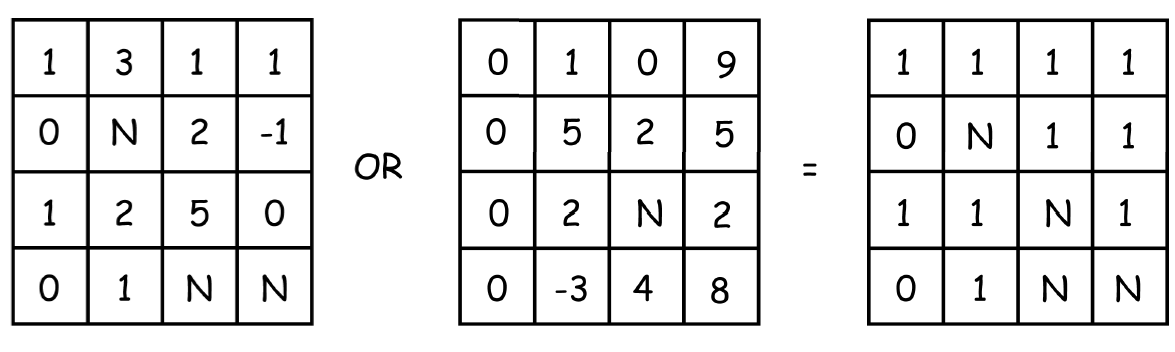 1 3 1 1 0 1 0 9 1 1 1 1
0 N 2 -1 0 5 2 5 0 N 1 1
OR =
1 2 5 0 0 2 N 2 1 1 N 1
0 1 N N 0 -3 4 8 0 1 N N